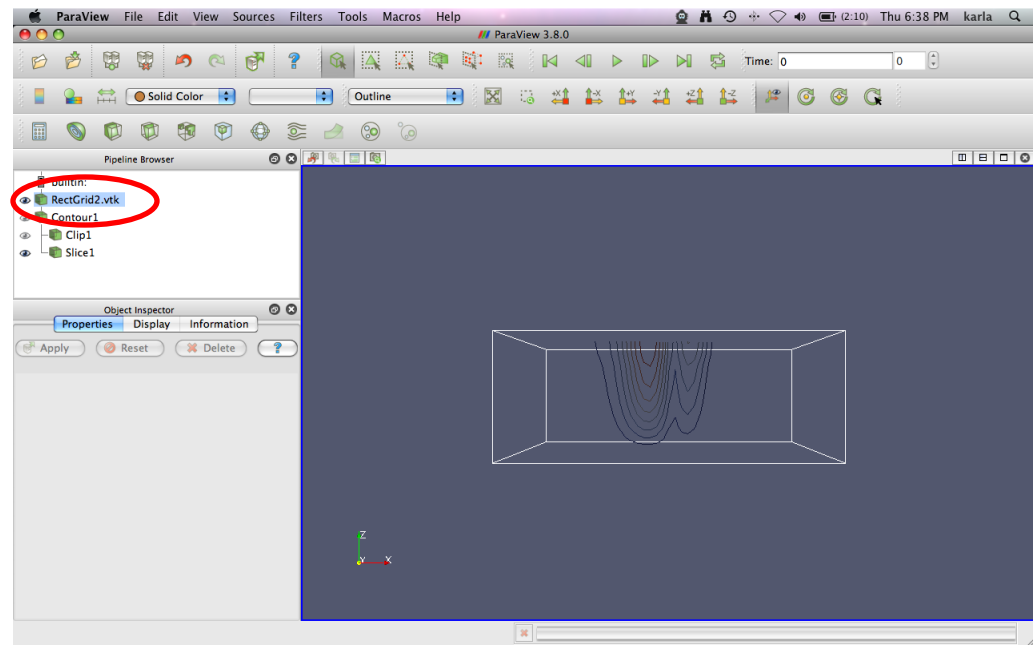 ParaView File Edit View Sources Filters Tools Macros Help (2:10) Thu 6:38 PM karla
ParaView 3.8.0
? Time: 0 0
Solid Color Outline +X -X +Y -Y +Z -Z
Pipeline Browser
builtin:
RectGrid2.vtk
Contour1
Clip1
Slice1
Object Inspector
Properties Display Information
Apply Reset Delete ?
Z
Y X